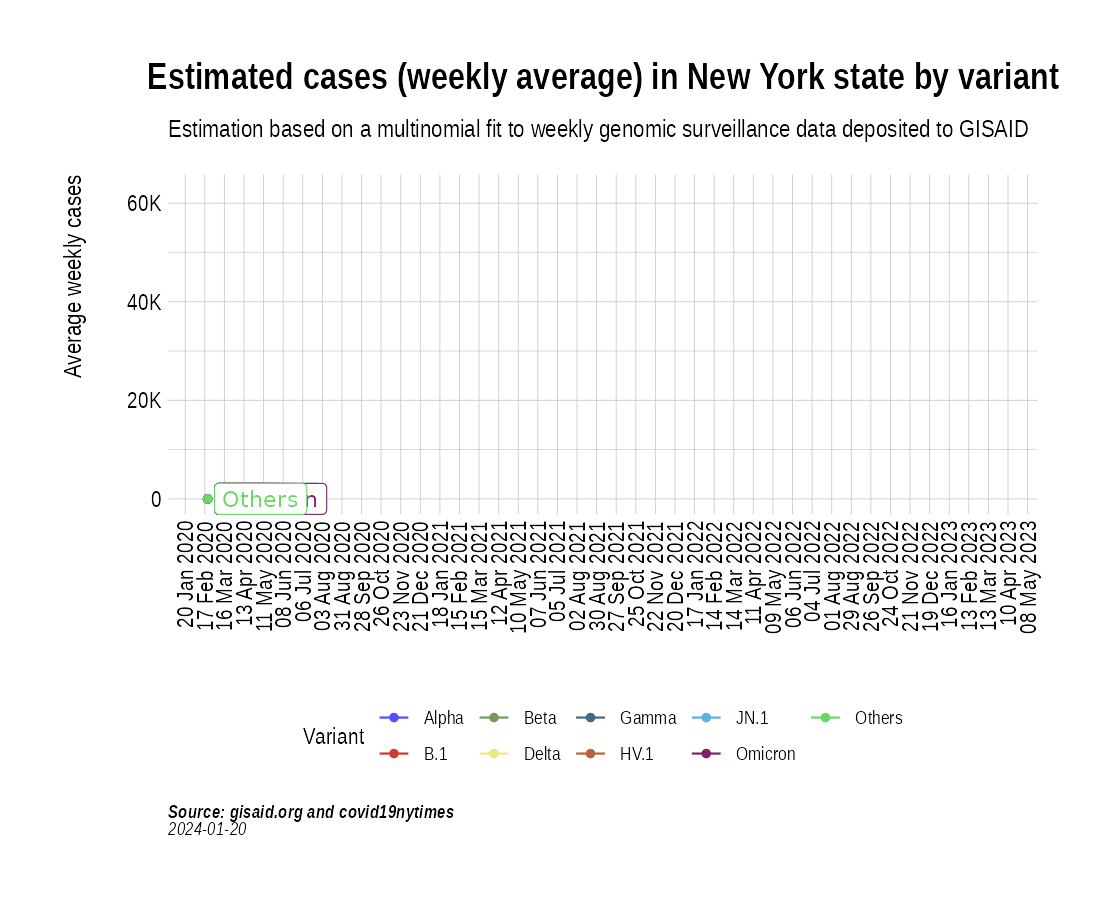 Estimated cases (weekly average) in New York state by variant
Estimation based on a multinomial fit to weekly genomic surveillance data deposited to GISAID
Average weekly cases
60K
40K
20K
0
Others
n
20 Jan 2020
17 Feb 2020
16 Mar 2020
13 Apr 2020
11 May 2020
08 Jun 2020
06 Jul 2020
03 Aug 2020
31 Aug 2020
28 Sep 2020
26 Oct 2020
23 Nov 2020
21 Dec 2020
18 Jan 2021
15 Feb 2021
15 Mar 2021
12 Apr 2021
10 May 2021
07 Jun 2021
05 Jul 2021
02 Aug 2021
30 Aug 2021
27 Sep 2021
25 Oct 2021
22 Nov 2021
20 Dec 2021
17 Jan 2022
14 Feb 2022
14 Mar 2022
11 Apr 2022
09 May 2022
06 Jun 2022
04 Jul 2022
01 Aug 2022
29 Aug 2022
26 Sep 2022
24 Oct 2022
21 Nov 2022
19 Dec 2022
16 Jan 2023
13 Feb 2023
13 Mar 2023
10 Apr 2023
08 May 2023
Variant
Alpha Beta Gamma JN.1 Others
B.1 Delta HV.1 Omicron
Source: gisaid.org and covid19nytimes
2024-01-20